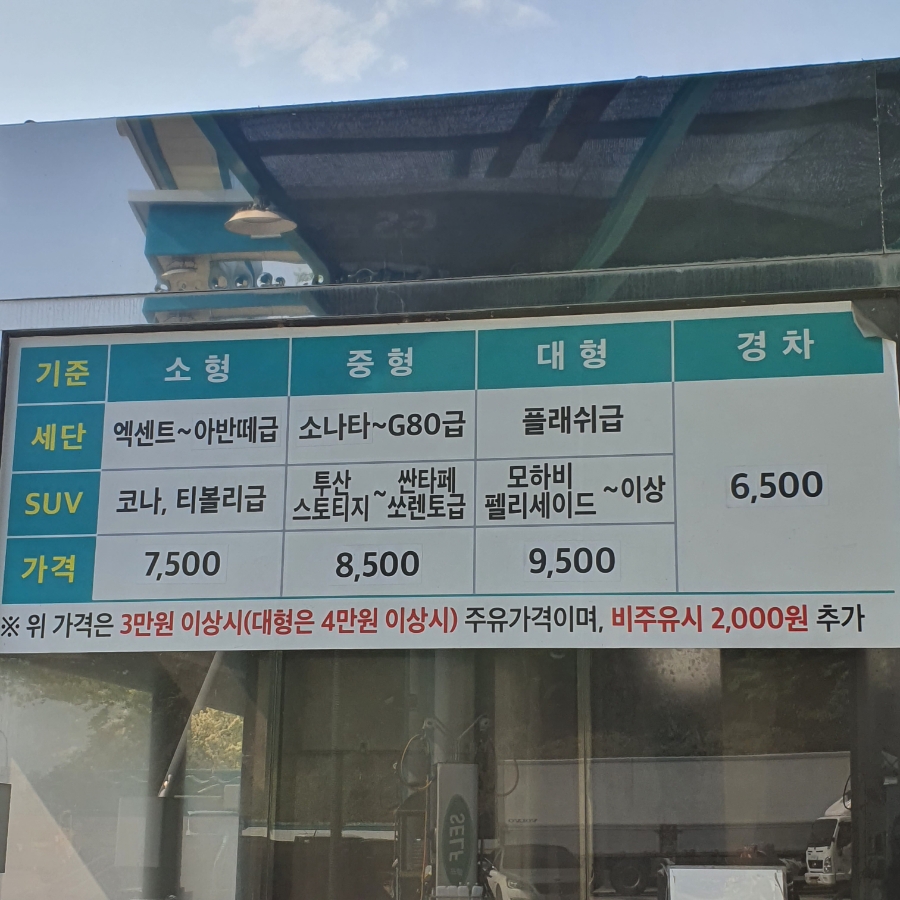 기준 소형 중형 대형 경차
세단 엑센트~아반떼급 소나타~G80급 플래쉬급
SUV 코나, 티볼리급 투산 스토티지 ~ 싼타페 쏘렌토급 모하비 펠리세이드 ~이상 6,500
가격 7,500 8,500 9,500
※ 위 가격은 3만원 이상시(대형은 4만원 이상시) 주유가격이며, 비주유시 2,000원 추가
SELF